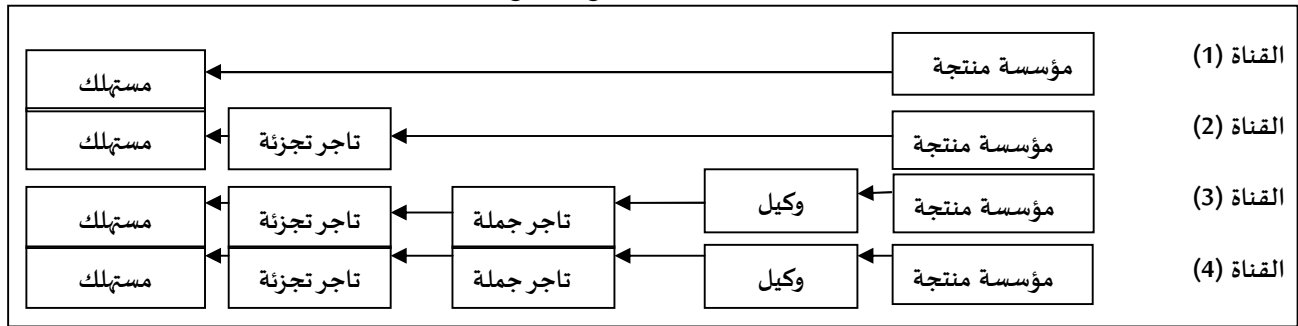 القناة (1) مؤسسة منتجة مستهلك
القناة (2) مؤسسة منتجة تاجر تجزئة مستهلك
القناة (3) مؤسسة منتجة وكيل تاجر جملة تاجر تجزئة مستهلك
القناة (4) مؤسسة منتجة وكيل تاجر جملة تاجر تجزئة مستهلك